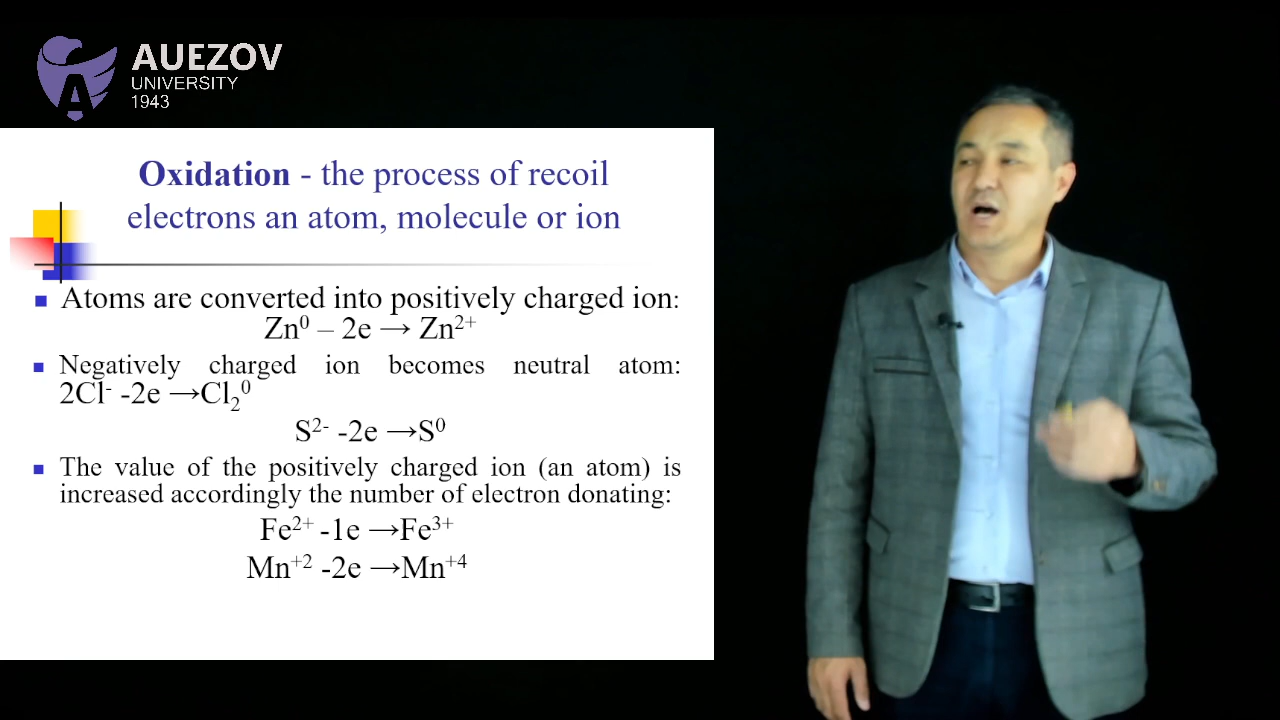 AUEZOV
UNIVERSITY
1943
Oxidation - the process of recoil
electrons an atom, molecule or ion
Atoms are converted into positively charged ion:
Zn⁰ – 2e → Zn²⁺
Negatively charged ion becomes neutral atom:
2Cl⁻ -2e →Cl₂⁰
S²⁻ -2e →S⁰
The value of the positively charged ion (an atom) is
increased accordingly the number of electron donating:
Fe²⁺ -1e →Fe³⁺
Mn⁺² -2e →Mn⁺⁴